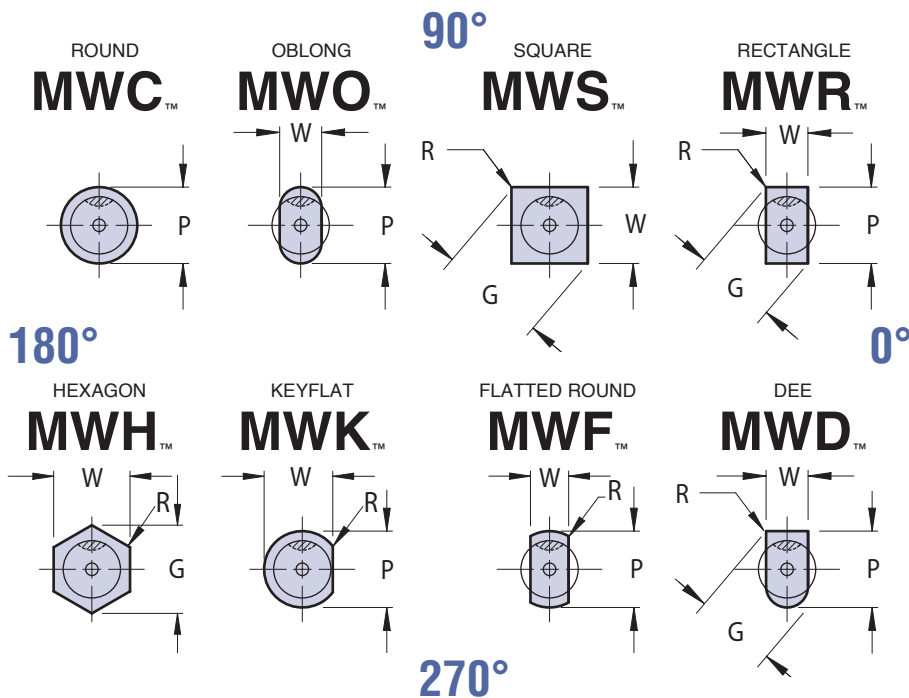 90°
ROUND OBLONG SQUARE RECTANGLE
MWC™ MWO™ MWS™ MWR™
W W
R R
P P W P
G G
180° 0°
HEXAGON KEYFLAT FLATTED ROUND DEE
MWH™ MWK™ MWF™ MWD™
W W W W
R R R R
G P P P
G
270°